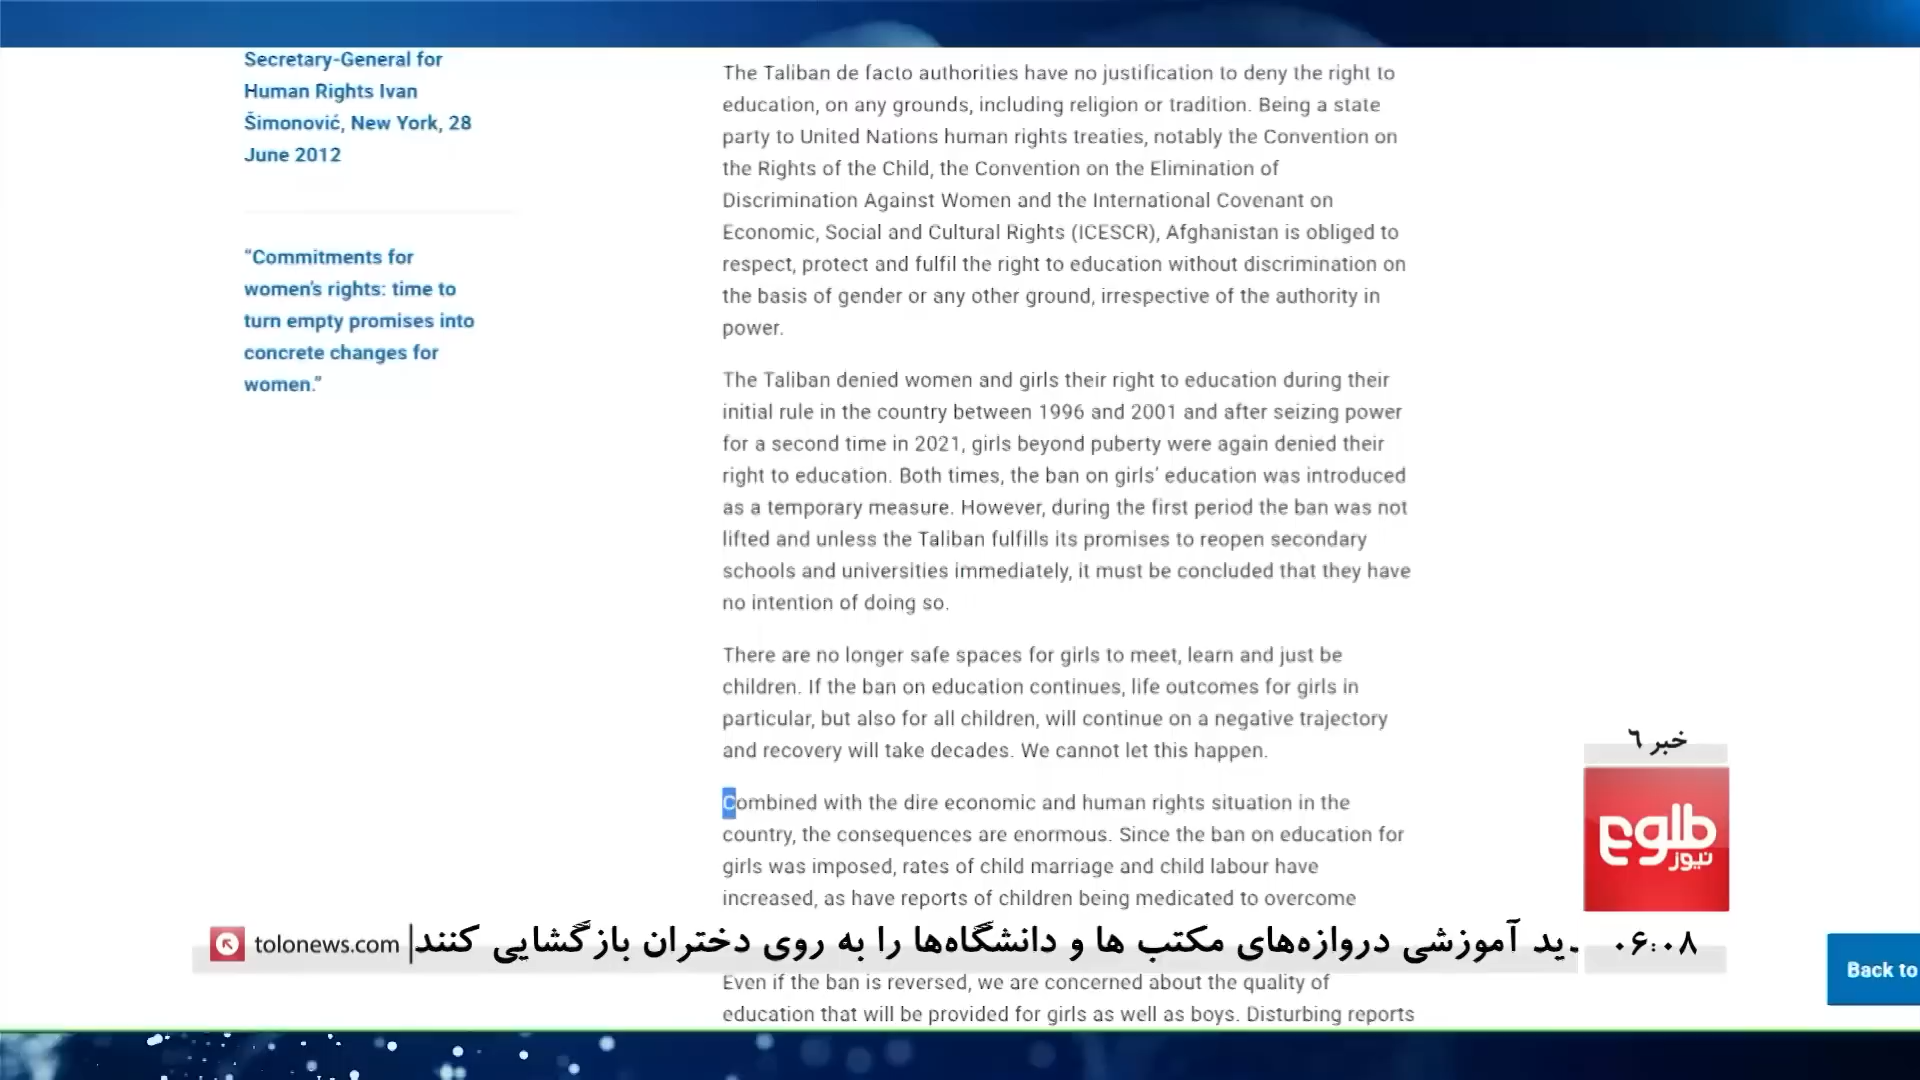 Secretary-General for
Human Rights Ivan
Šimonović, New York, 28
June 2012
“Commitments for
women’s rights: time to
turn empty promises into
concrete changes for
women.”
The Taliban de facto authorities have no justification to deny the right to
education, on any grounds, including religion or tradition. Being a state
party to United Nations human rights treaties, notably the Convention on
the Rights of the Child, the Convention on the Elimination of
Discrimination Against Women and the International Covenant on
Economic, Social and Cultural Rights (ICESCR), Afghanistan is obliged to
respect, protect and fulfil the right to education without discrimination on
the basis of gender or any other ground, irrespective of the authority in
power.
The Taliban denied women and girls their right to education during their
initial rule in the country between 1996 and 2001 and after seizing power
for a second time in 2021, girls beyond puberty were again denied their
right to education. Both times, the ban on girls’ education was introduced
as a temporary measure. However, during the first period the ban was not
lifted and unless the Taliban fulfills its promises to reopen secondary
schools and universities immediately, it must be concluded that they have
no intention of doing so.
There are no longer safe spaces for girls to meet, learn and just be
children. If the ban on education continues, life outcomes for girls in
particular, but also for all children, will continue on a negative trajectory
and recovery will take decades. We cannot let this happen.
Combined with the dire economic and human rights situation in the
country, the consequences are enormous. Since the ban on education for
girls was imposed, rates of child marriage and child labour have
increased, as have reports of children being medicated to overcome
Even if the ban is reversed, we are concerned about the quality of
education that will be provided for girls as well as boys. Disturbing reports
خبر ٦
طلوع
نیوز
۰۶:۰۸
آموزشی دروازه‌های مکتب ها و دانشگاه‌ها را به روی دختران بازگشایی کنند
tolonews.com
Back to